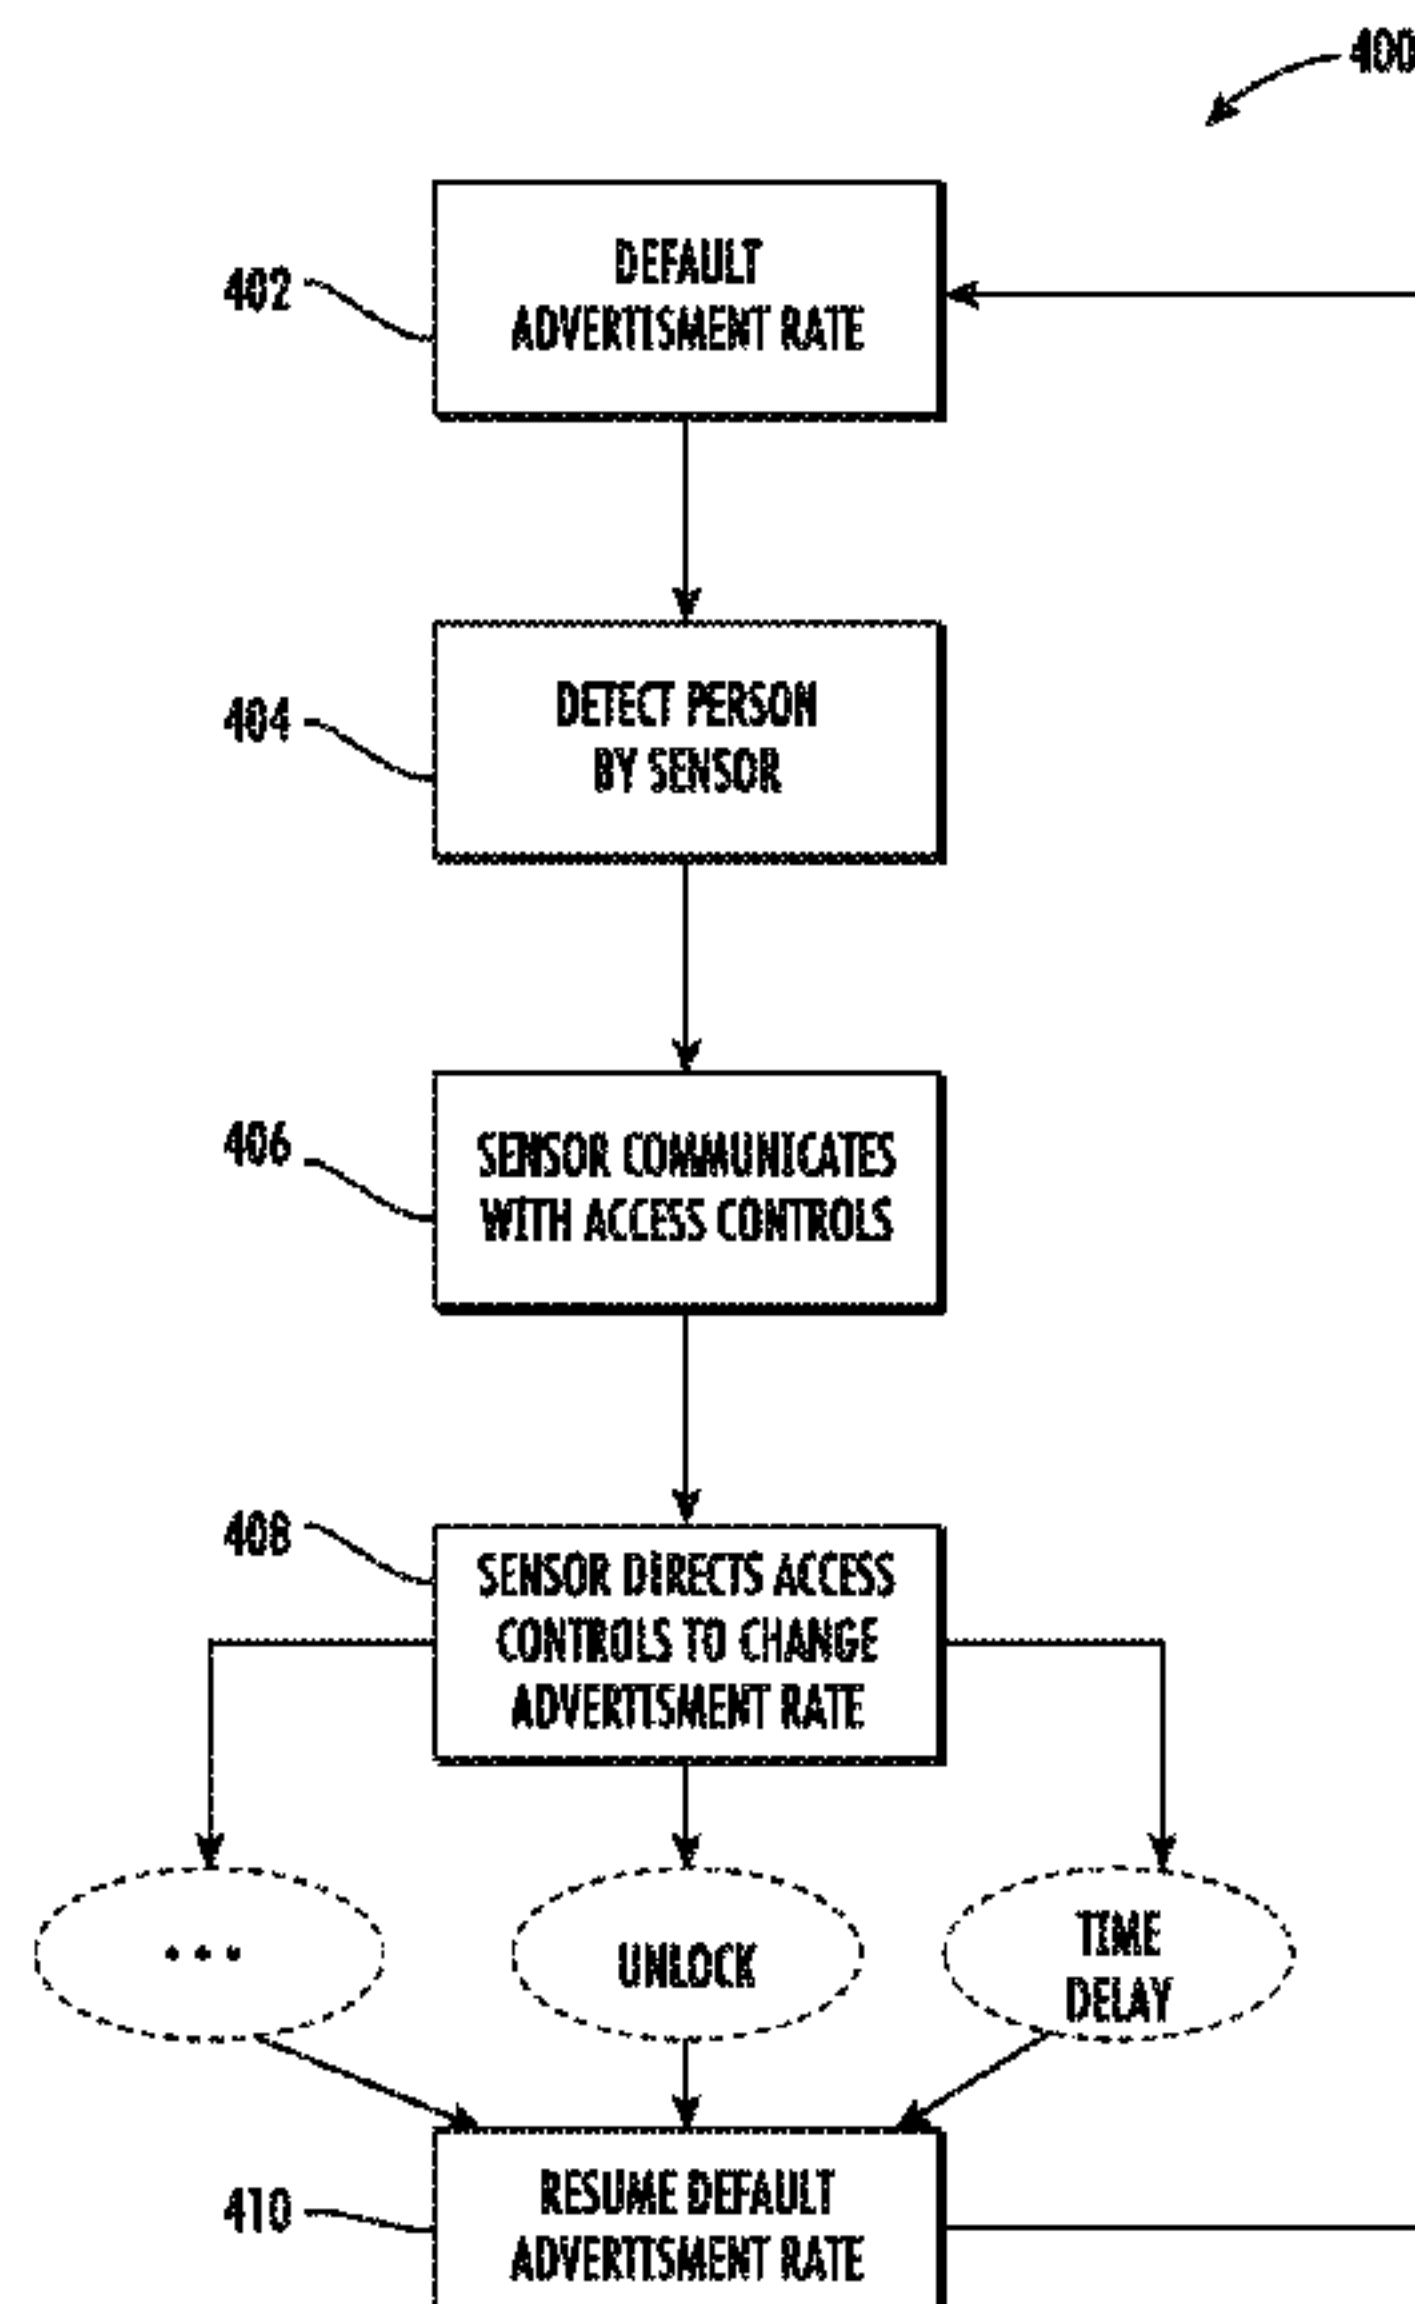 400
402
DEFAULT
ADVERTISMENT RATE
404
DETECT PERSON
BY SENSOR
406
SENSOR COMMUNICATES
WITH ACCESS CONTROLS
408
SENSOR DIRECTS ACCESS
CONTROLS TO CHANGE
ADVERTISMENT RATE
• • •
UNLOCK
TIME
DELAY
410
RESUME DEFAULT
ADVERTISMENT RATE